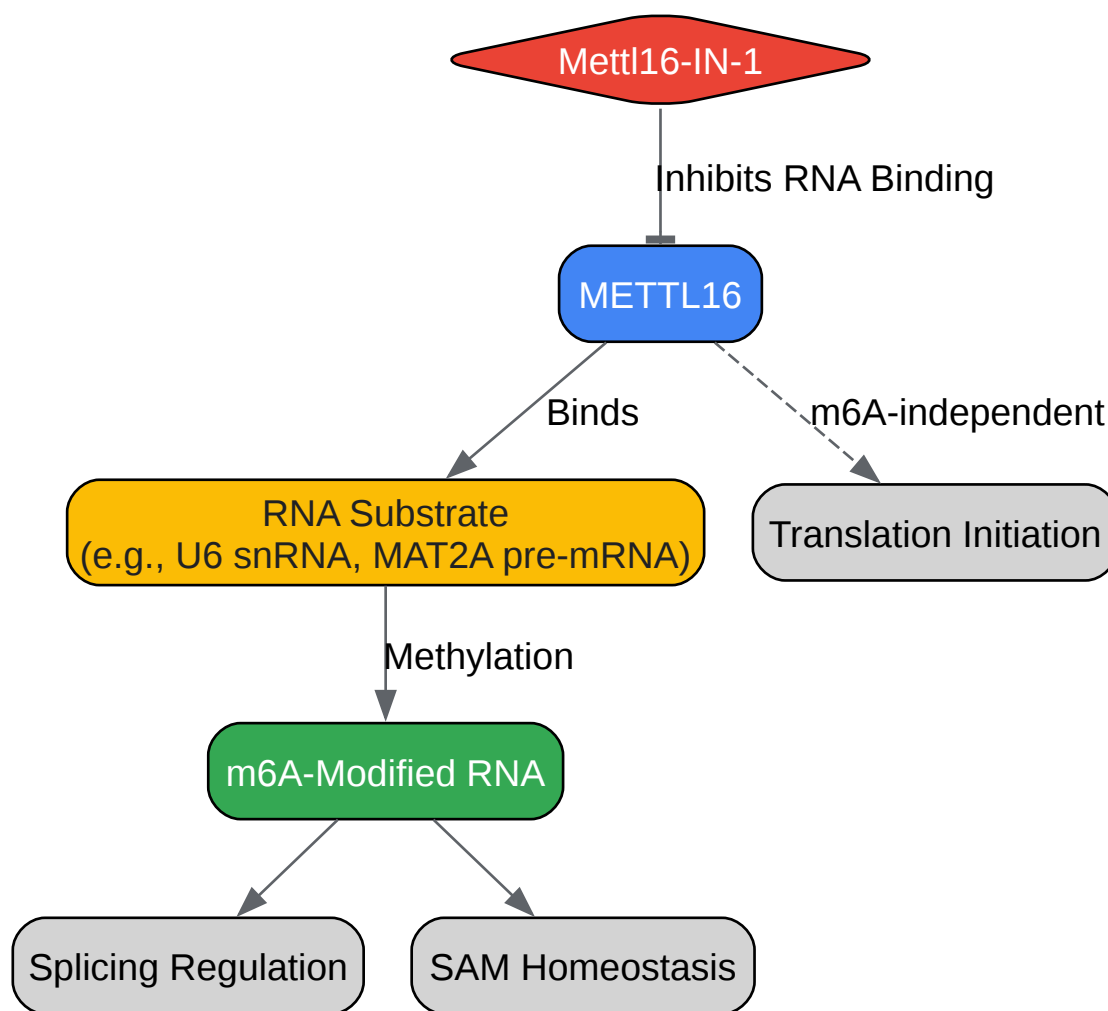 Mettl16-IN-1
Inhibits RNA Binding
METTL16
Binds
m6A-independent
RNA Substrate
(e.g., U6 snRNA, MAT2A pre-mRNA)
Translation Initiation
Methylation
m6A-Modified RNA
Splicing Regulation
SAM Homeostasis